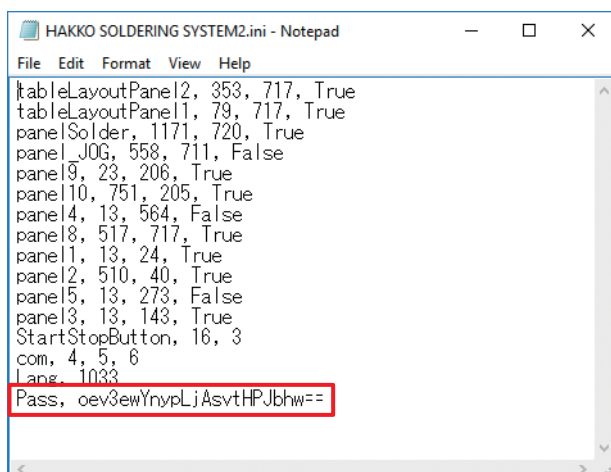 HAKKO SOLDERING SYSTEM2.ini - Notepad
File Edit Format View Help
tableLayoutPanel2, 353, 717, True
tableLayoutPanel1, 79, 717, True
panelSolder, 1171, 720, True
panel_JOG, 558, 711, False
panel9, 23, 206, True
panel10, 751, 205, True
panel4, 13, 564, False
panel8, 517, 717, True
panel1, 13, 24, True
panel2, 510, 40, True
panel5, 13, 273, False
panel3, 13, 143, True
StartStopButton, 16, 3
com, 4, 5, 6
Lang, 1033
Pass, oev3ewYnypLjAsvtHPJbhw==